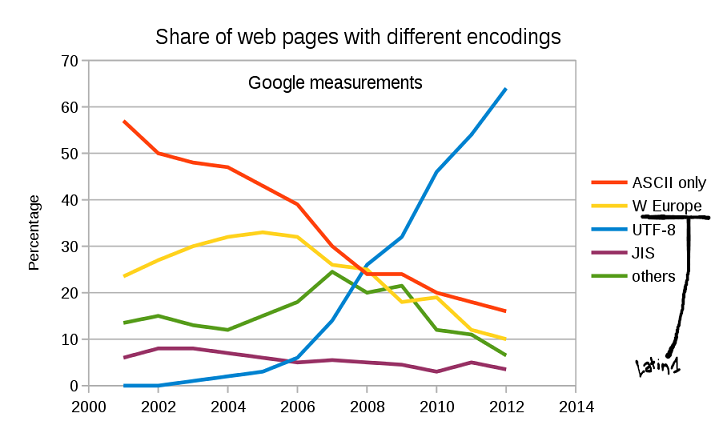 Share of web pages with different encodings
Google measurements
70
60
50
40
30
20
10
0
Percentage
2000 2002 2004 2006 2008 2010 2012 2014
ASCII only
W Europe
UTF-8
JIS
others
Latin1